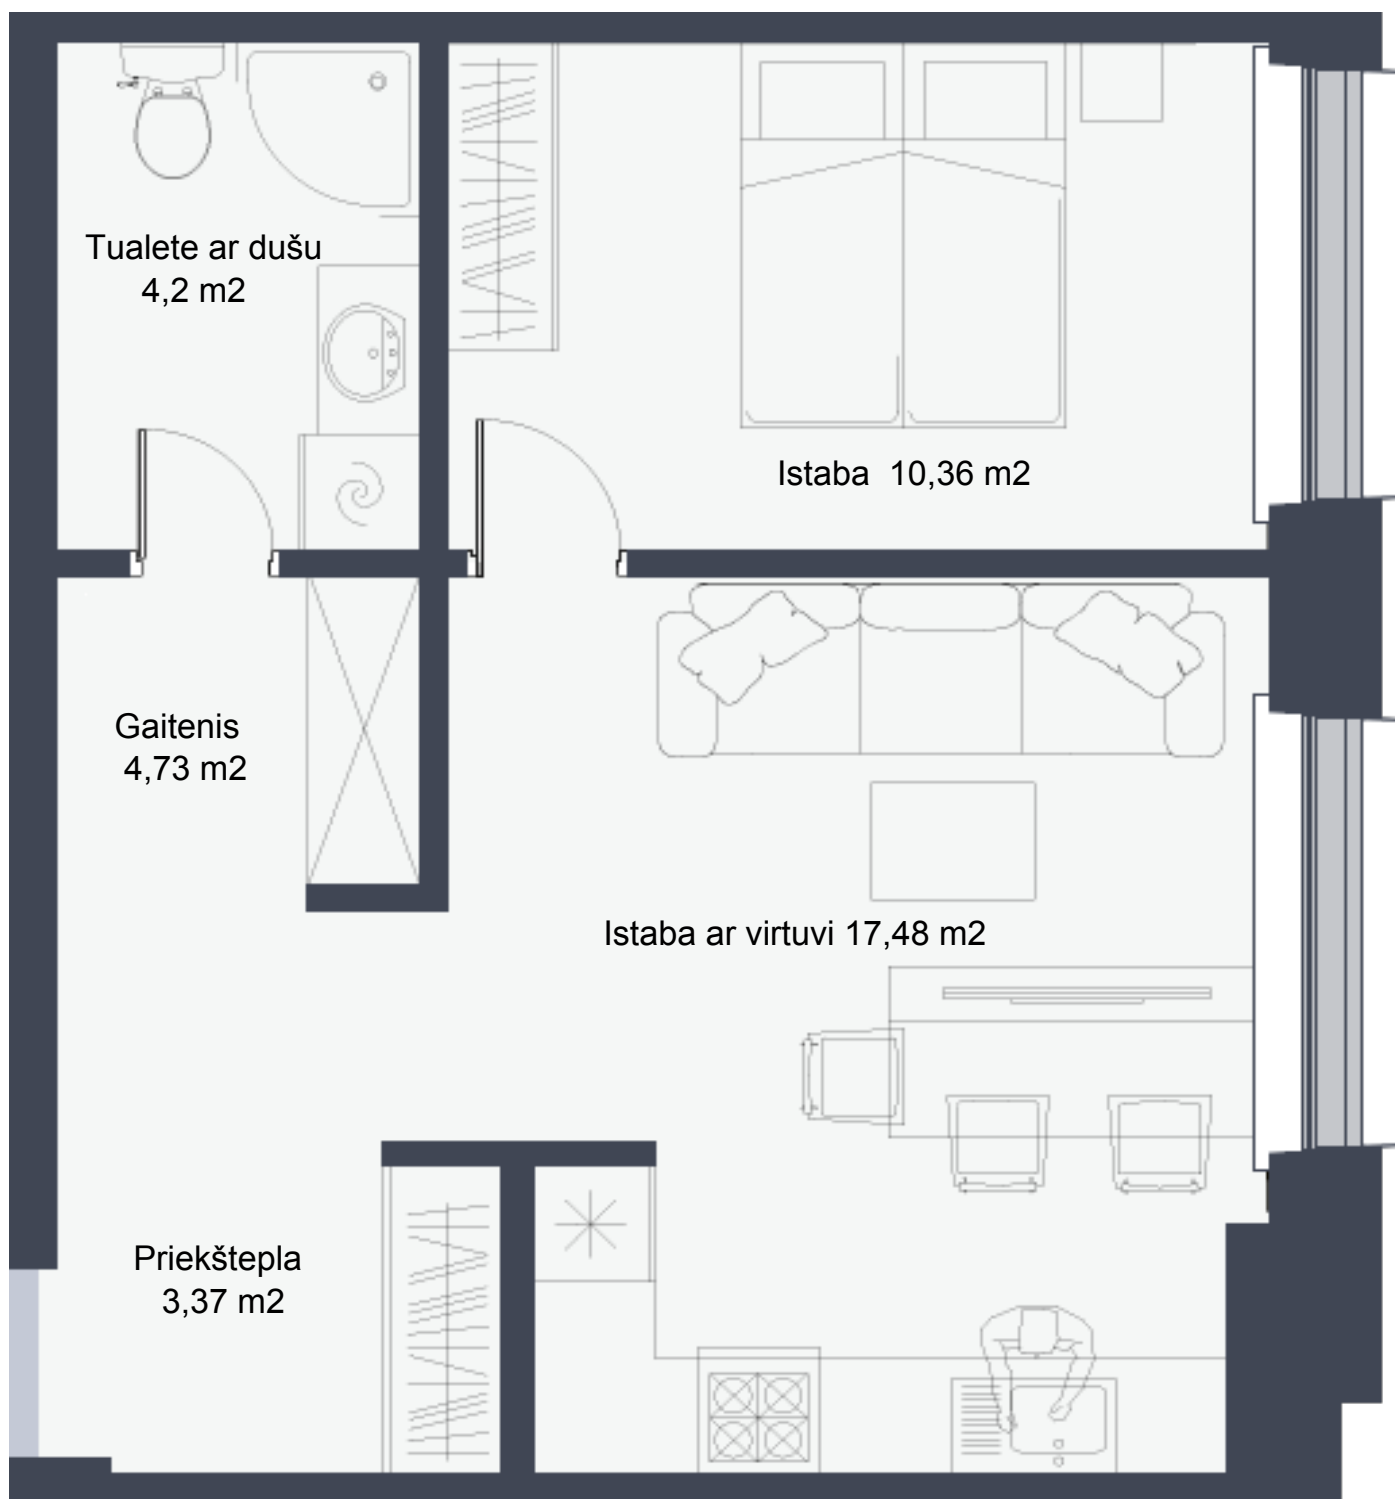 Tualete ar dušu
4,2 m2
Istaba  10,36 m2
Gaitenis
4,73 m2
Istaba ar virtuvi 17,48 m2
Priekštepla
3,37 m2